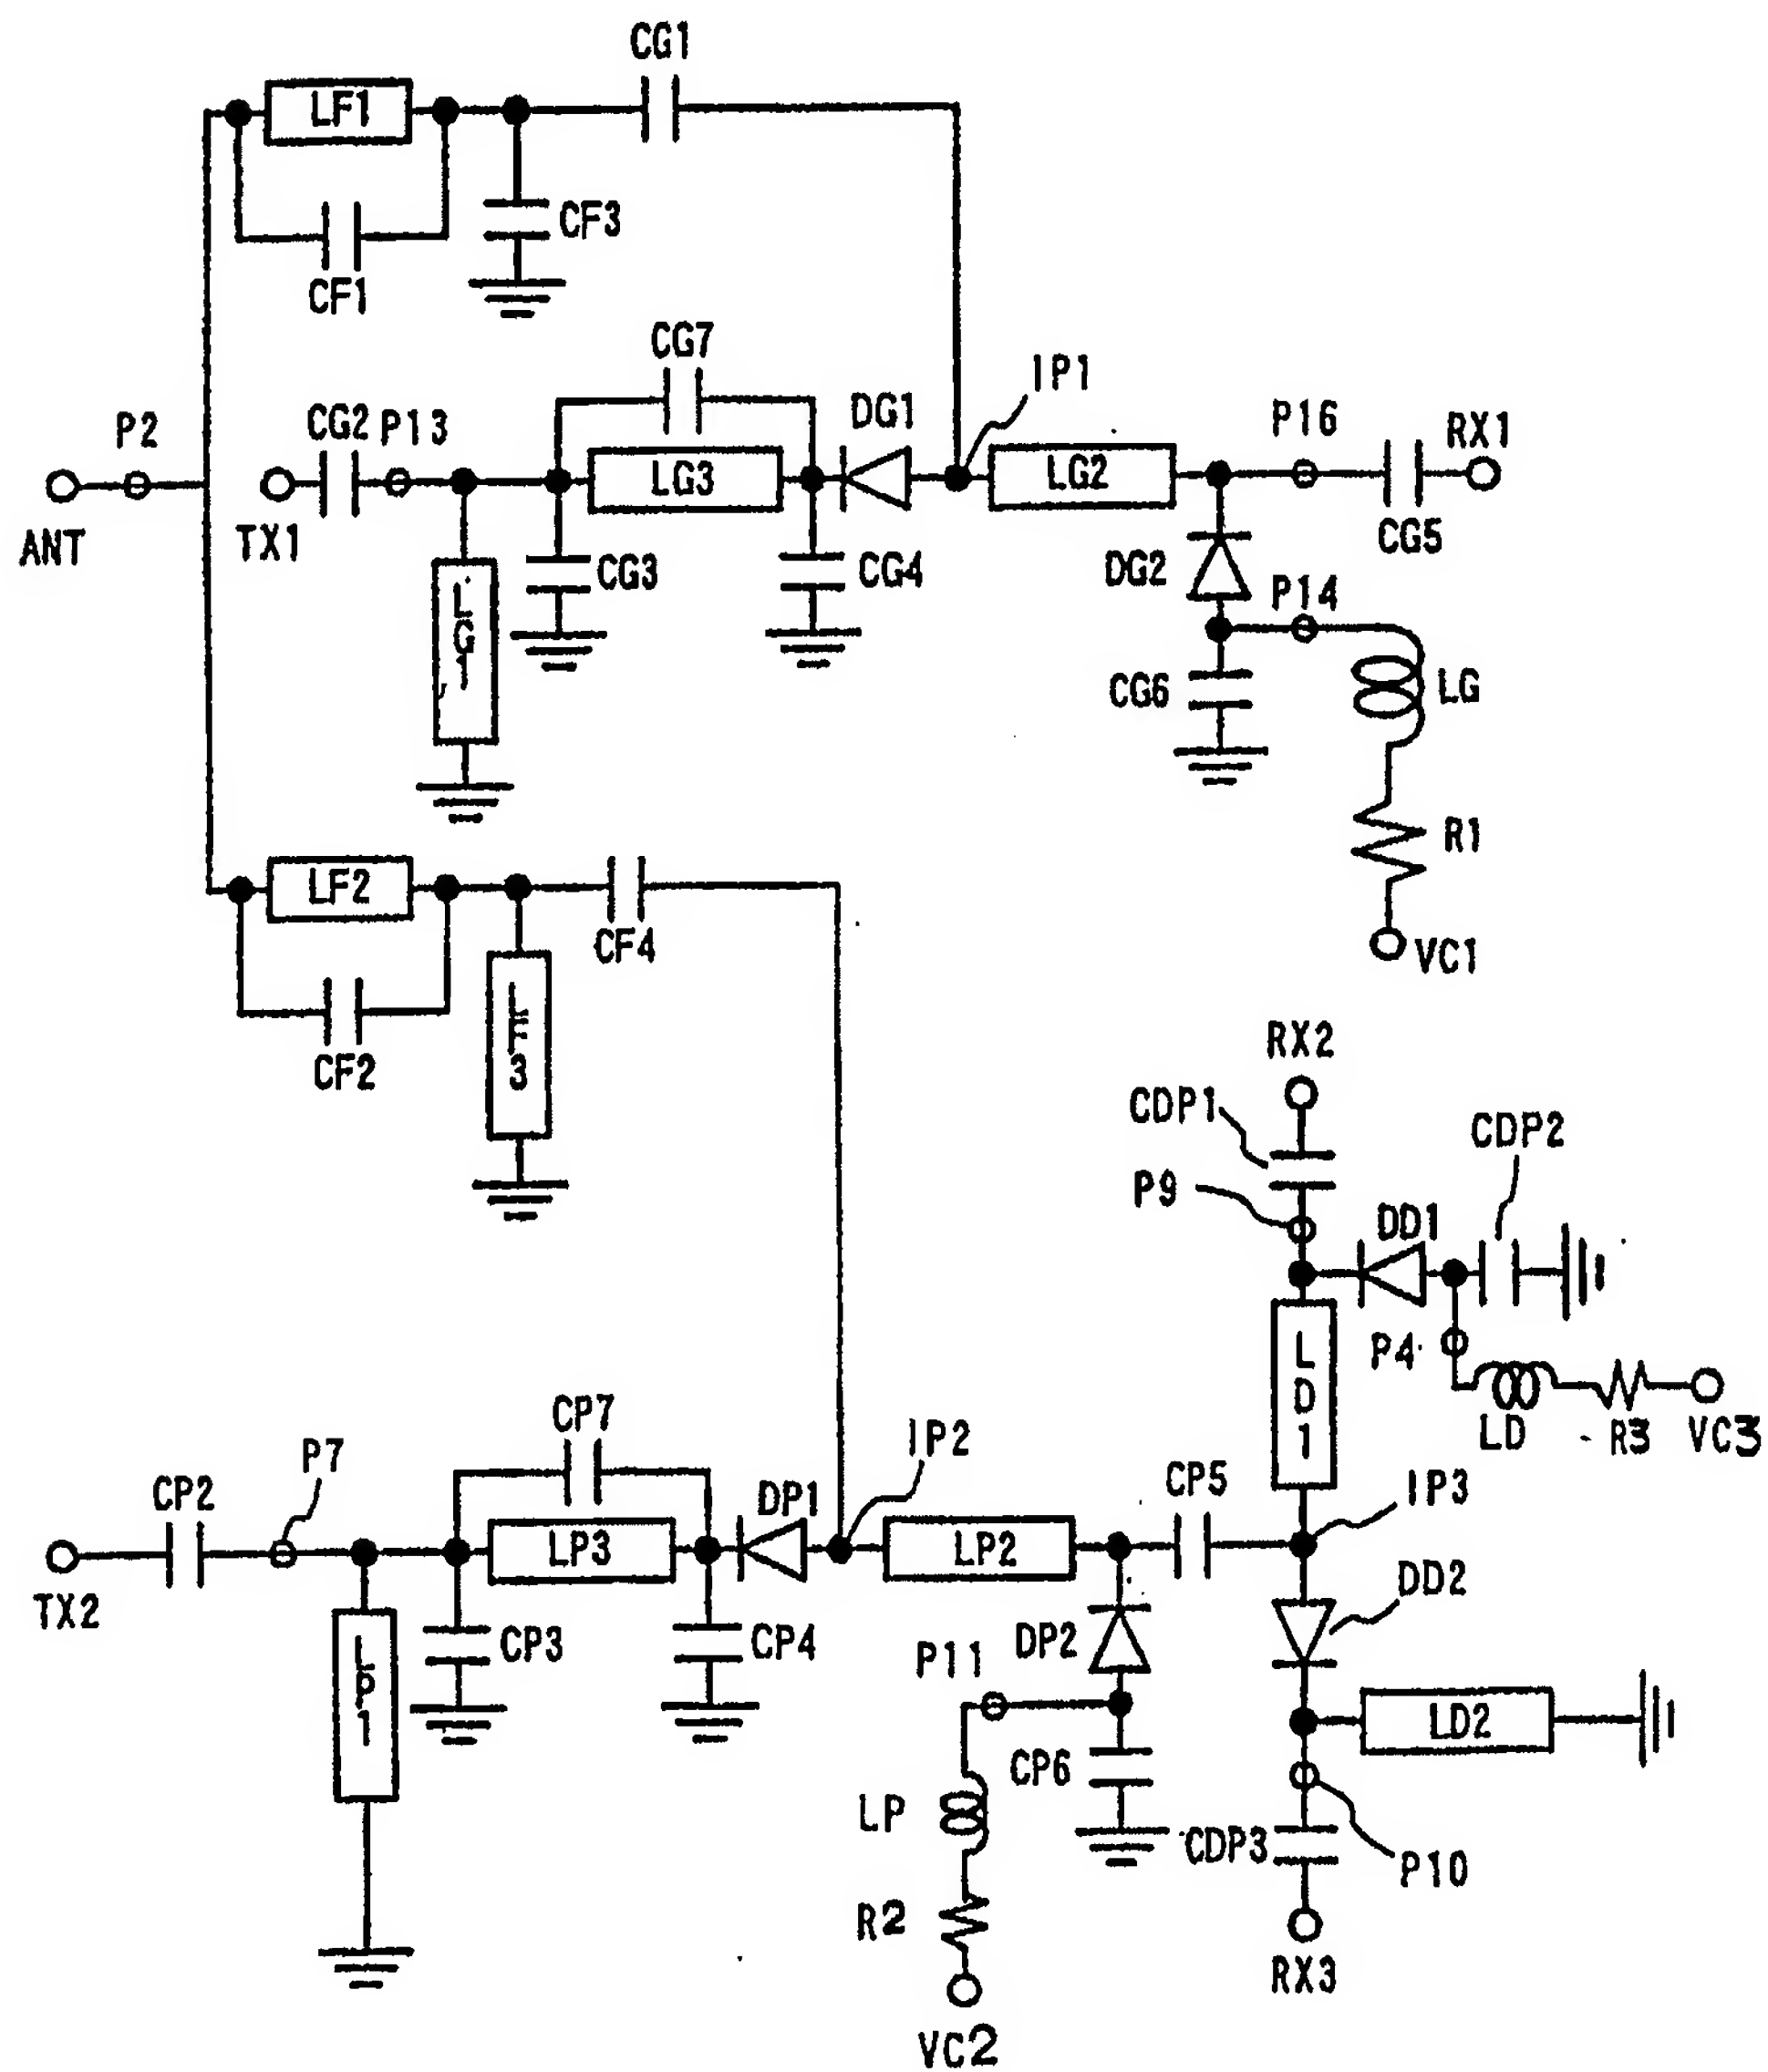 CG1
LF1
CF3
CF1
CG7
IP1
P2
CG2
P13
DG1
P16
RX1
LG3
LG2
ANT
TX1
CG3
CG4
DG2
CG5
LG1
P14
CG6
LG
R1
LF2
CF4
VC1
LF3
CF2
RX2
CDP1
CDP2
P9
DD1
LD1
P4
LD
R3
VC3
CP7
IP2
P7
CP2
DP1
CP5
IP3
LP3
LP2
DD2
TX2
CP3
CP4
DP2
P11
LP1
LD2
CP6
LP
CDP3
P10
R2
RX3
VC2